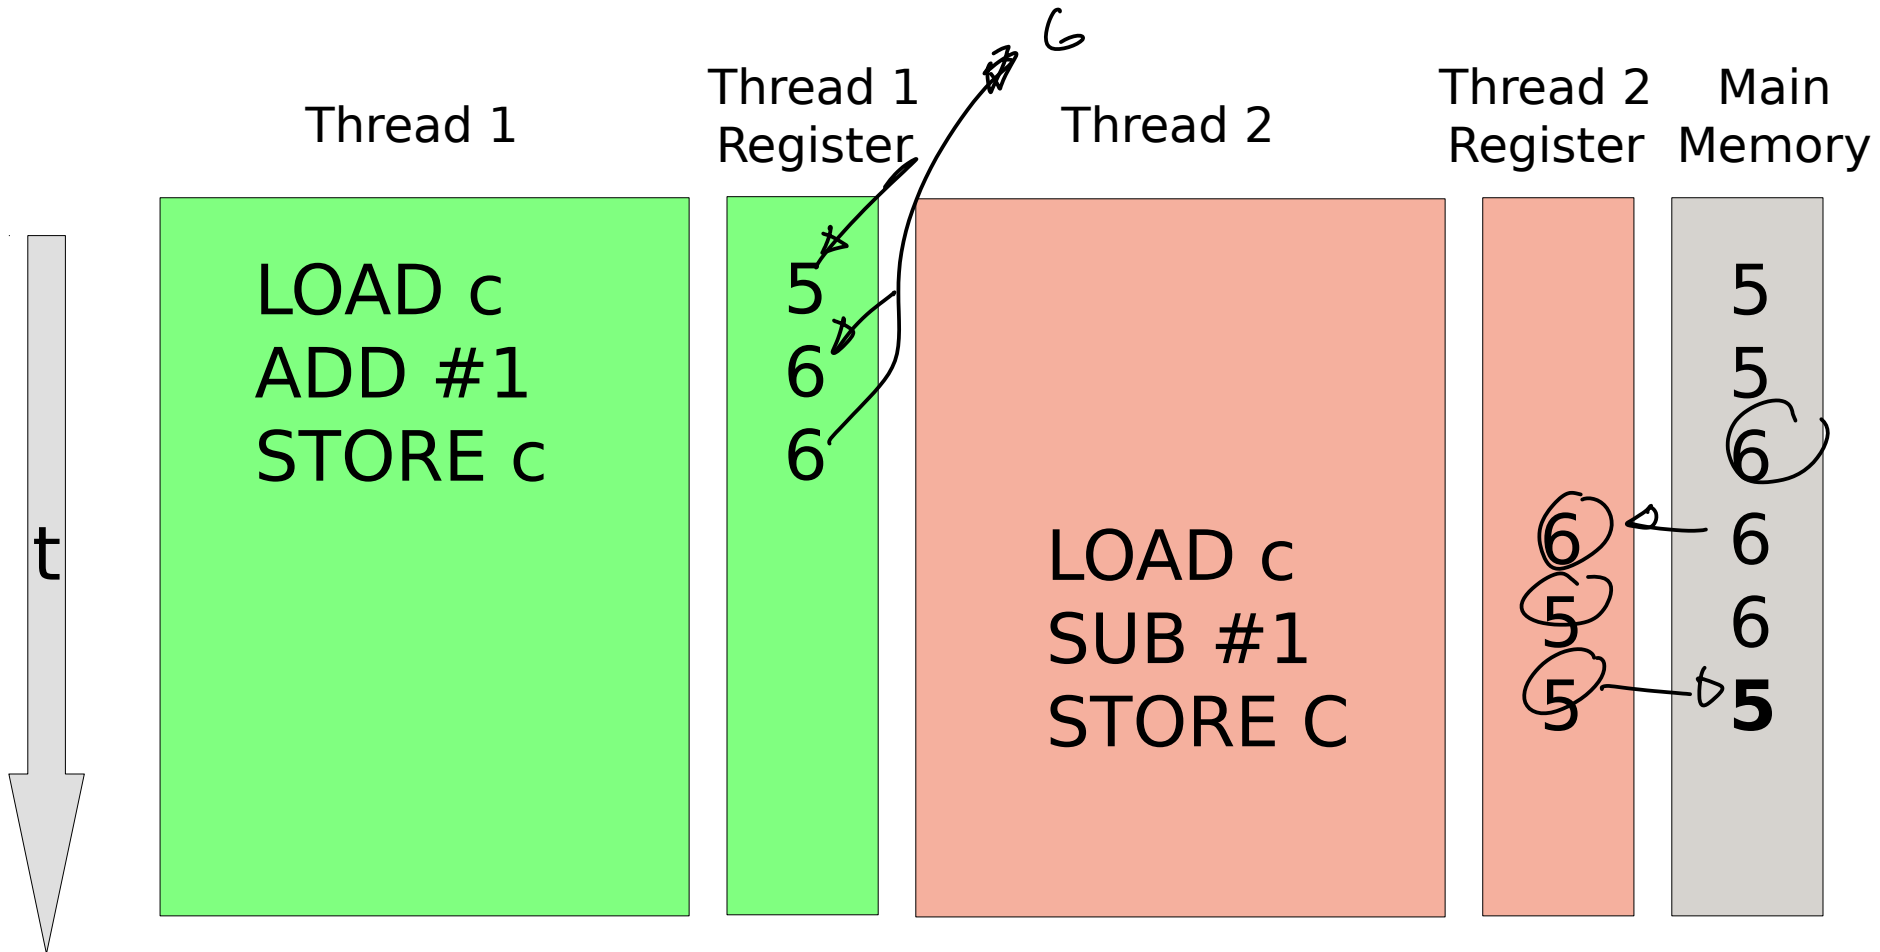 6
Thread 1
Thread 1
Register
Thread 2
Thread 2
Register
Main
Memory
LOAD c
ADD #1
STORE c
5
6
6
LOAD c
SUB #1
STORE C
6
5
5
5
5
6
6
6
5
t